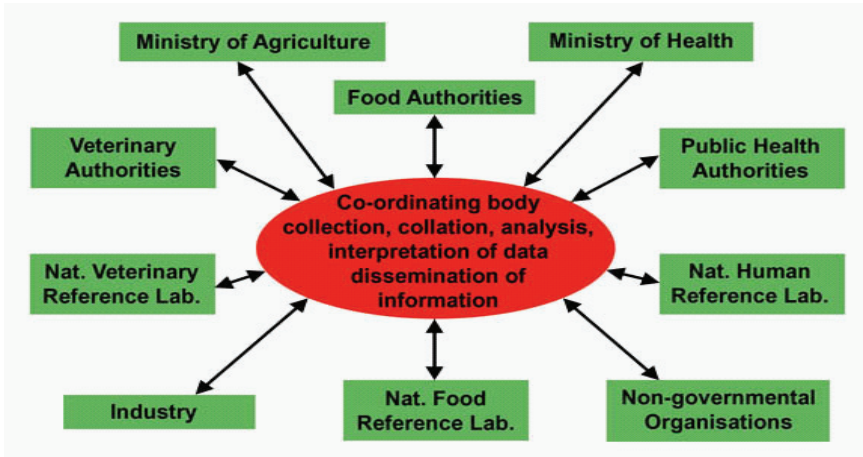 Ministry of Agriculture
Ministry of Health
Food Authorities
Veterinary
Authorities
Public Health
Authorities
Co-ordinating body
collection, collation, analysis,
interpretation of data
dissemination of
information
Nat. Veterinary
Reference Lab.
Nat. Human
Reference Lab.
Industry
Nat. Food
Reference Lab.
Non-governmental
Organisations